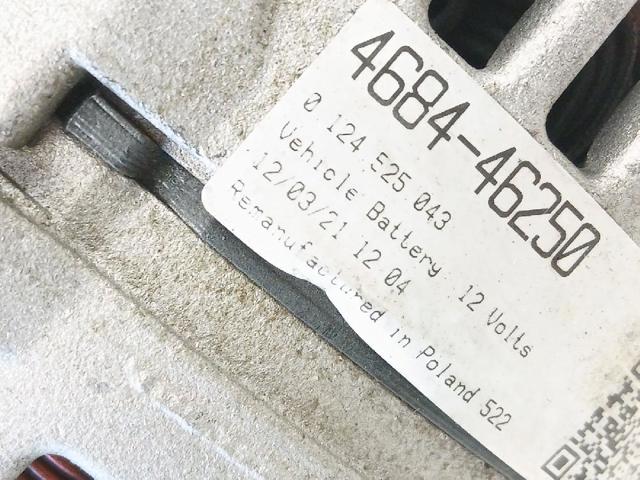 4684-46250
0 124 525 043
Vehicle Battery: 12 Volts
12/03/21 12 04
Remanufactured in Poland 522